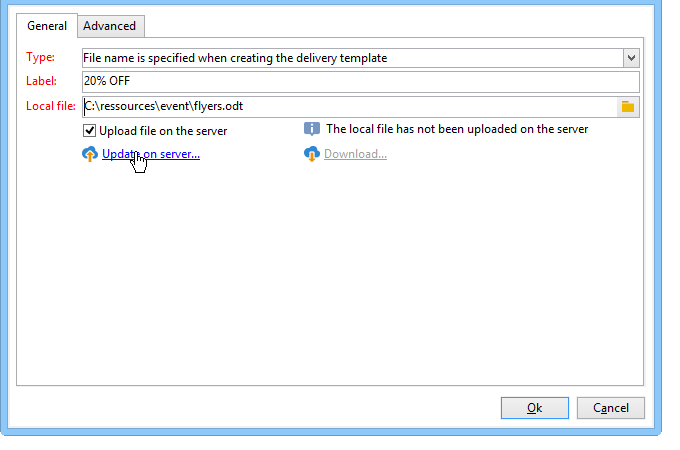 General Advanced
Type: File name is specified when creating the delivery template
Label: 20% OFF
Local file: C:\ressources\event\flyers.odt
Upload file on the server The local file has not been uploaded on the server
Update on server... Download...
Ok Cancel